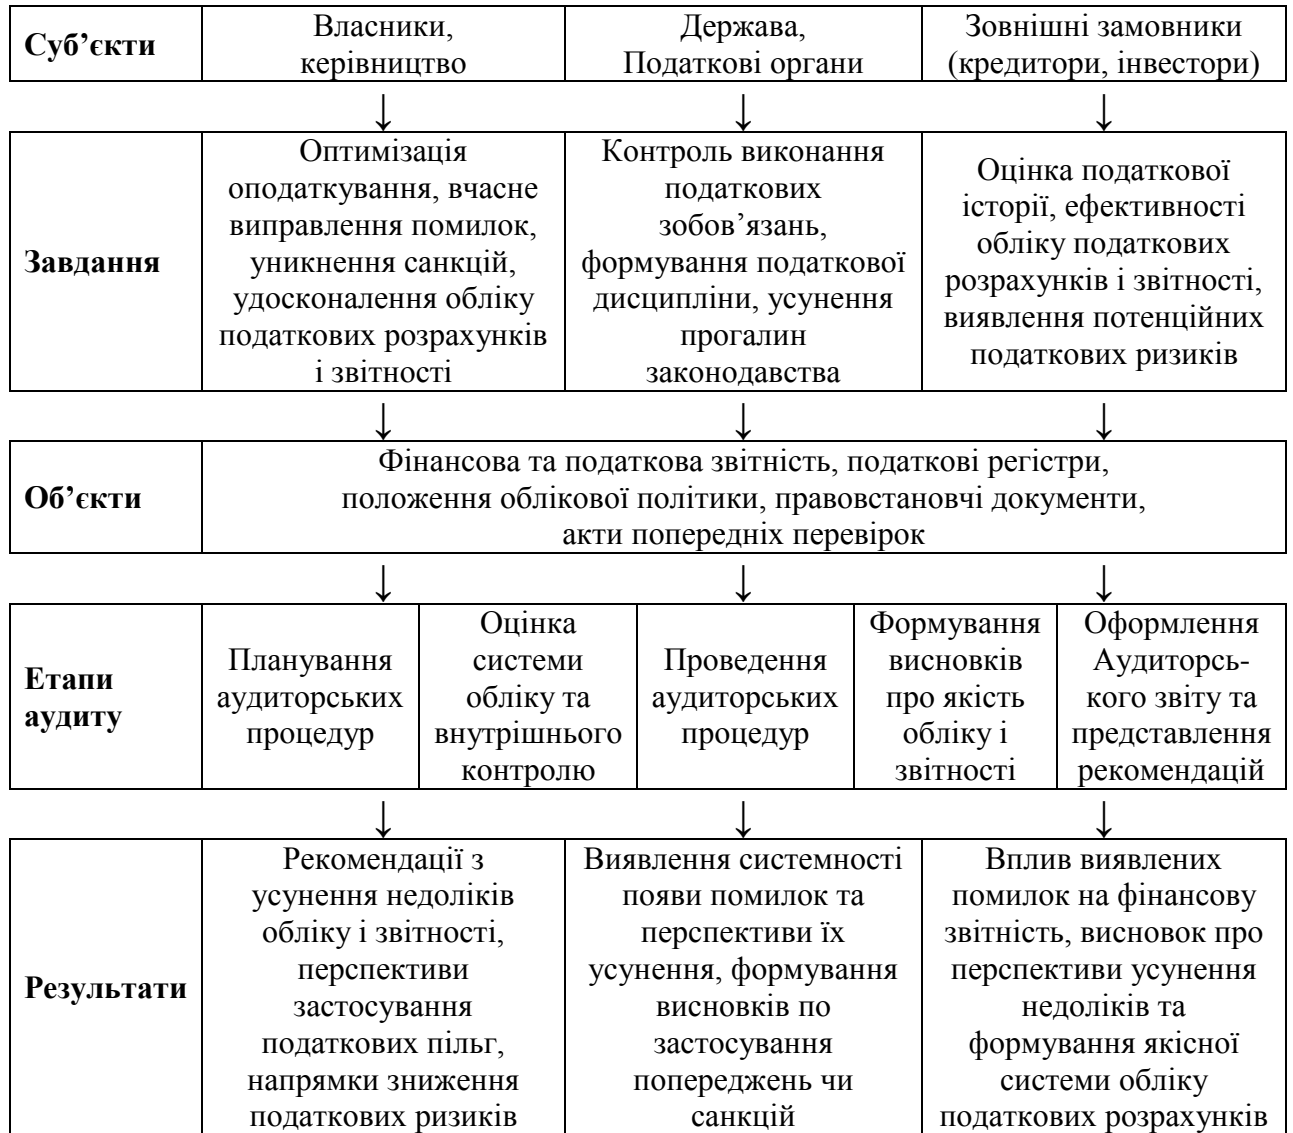 Суб’єкти
Власники,
керівництво
Держава,
Податкові органи
Зовнішні замовники
(кредитори, інвестори)
↓ ↓ ↓
Завдання
Оптимізація
оподаткування, вчасне
виправлення помилок,
уникнення санкцій,
удосконалення обліку
податкових розрахунків
і звітності
Контроль виконання
податкових
зобов’язань,
формування податкової
дисципліни, усунення
прогалин
законодавства
Оцінка податкової
історії, ефективності
обліку податкових
розрахунків і звітності,
виявлення потенційних
податкових ризиків
↓ ↓ ↓
Об’єкти
Фінансова та податкова звітність, податкові регістри,
положення облікової політики, правовстановчі документи,
акти попередніх перевірок
↓ ↓ ↓
Етапи
аудиту
Планування
аудиторських
процедур
Оцінка
системи
обліку та
внутрішнього
контролю
Проведення
аудиторських
процедур
Формування
висновків
про якість
обліку і
звітності
Оформлення
Аудиторсь-
кого звіту та
представлення
рекомендацій
↓ ↓ ↓
Результати
Рекомендації з
усунення недоліків
обліку і звітності,
перспективи
застосування
податкових пільг,
напрямки зниження
податкових ризиків
Виявлення системності
появи помилок та
перспективи їх
усунення, формування
висновків по
застосування
попереджень чи
санкцій
Вплив виявлених
помилок на фінансову
звітність, висновок про
перспективи усунення
недоліків та
формування якісної
системи обліку
податкових розрахунків